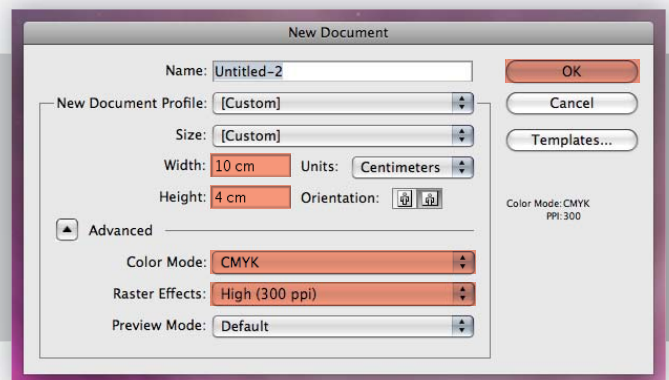 New Document
Name: Untitled-2
OK
New Document Profile: [Custom]
Cancel
Size: [Custom]
Templates...
Width: 10 cm Units: Centimeters
Height: 4 cm Orientation:
Color Mode: CMYK
PPI: 300
Advanced
Color Mode: CMYK
Raster Effects: High (300 ppi)
Preview Mode: Default